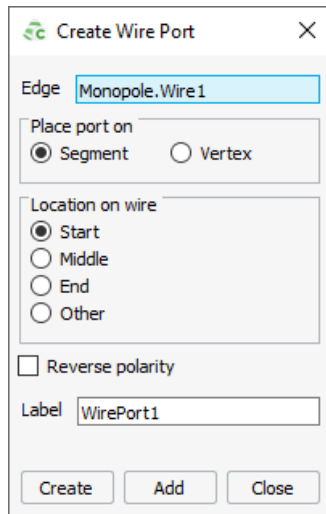 Create Wire Port
Edge Monopole.Wire1
Place port on
Segment Vertex
Location on wire
Start
Middle
End
Other
Reverse polarity
Label WirePort1
Create Add Close